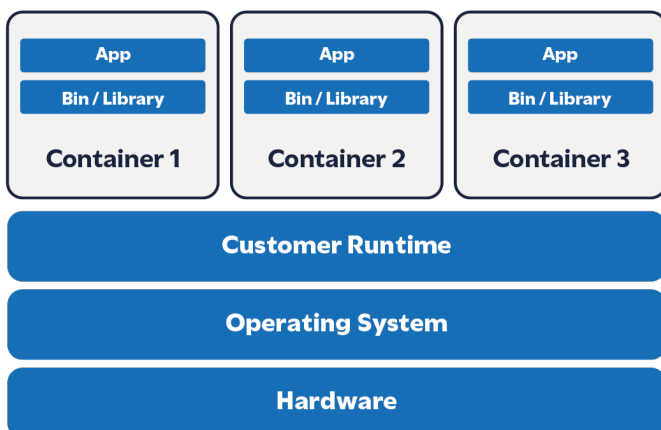 App
Bin / Library
Container 1
App
Bin / Library
Container 2
App
Bin / Library
Container 3
Customer Runtime
Operating System
Hardware